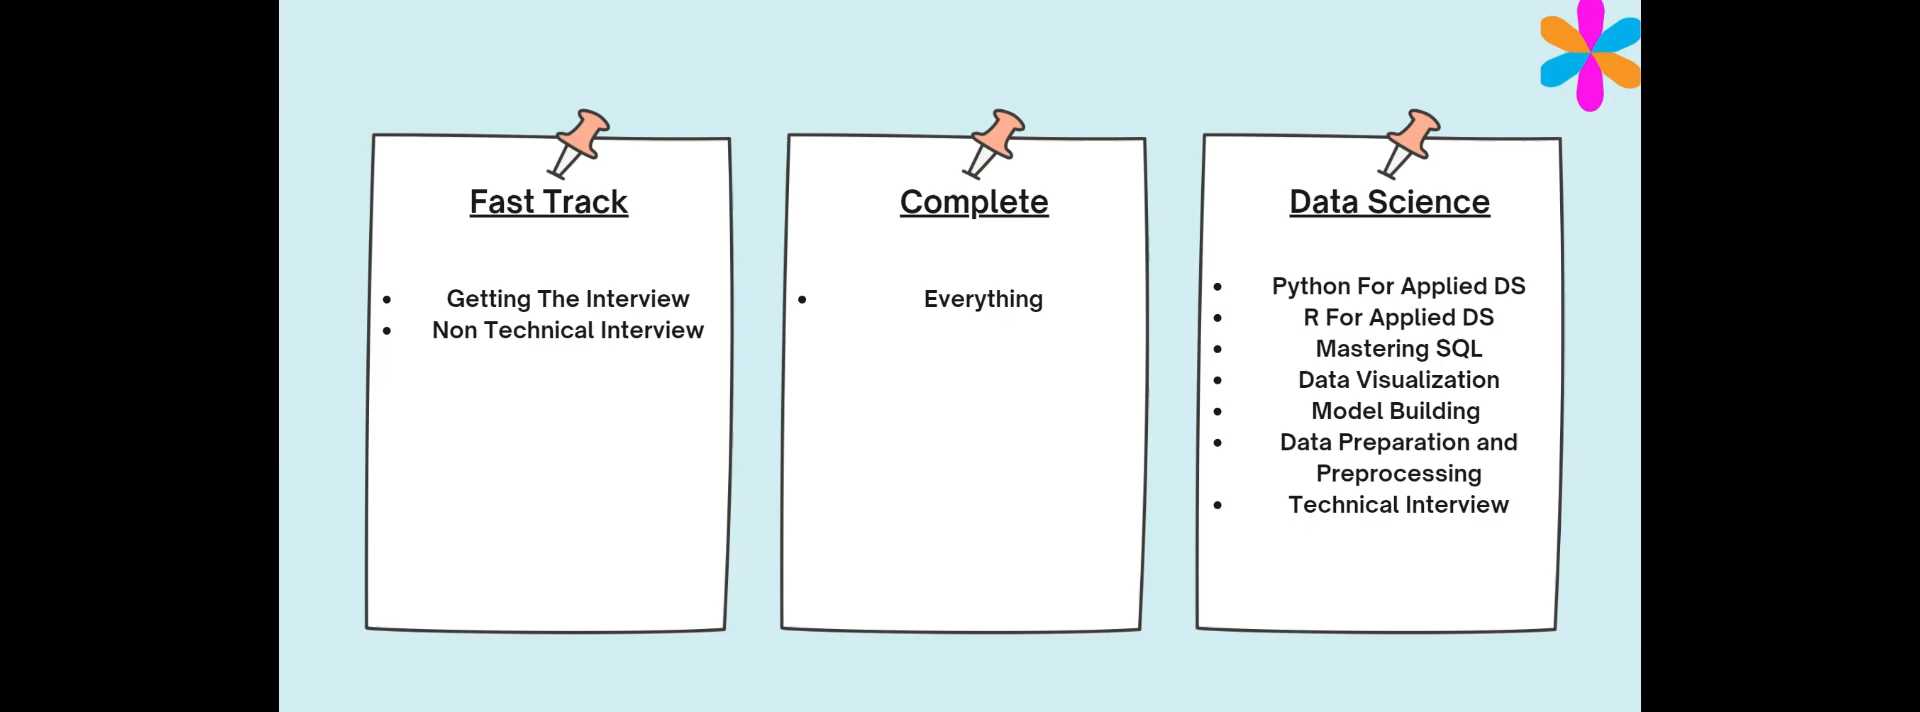 Fast Track
Getting The Interview
Non Technical Interview
Complete
Everything
Data Science
Python For Applied DS
R For Applied DS
Mastering SQL
Data Visualization
Model Building
Data Preparation and
Preprocessing
Technical Interview